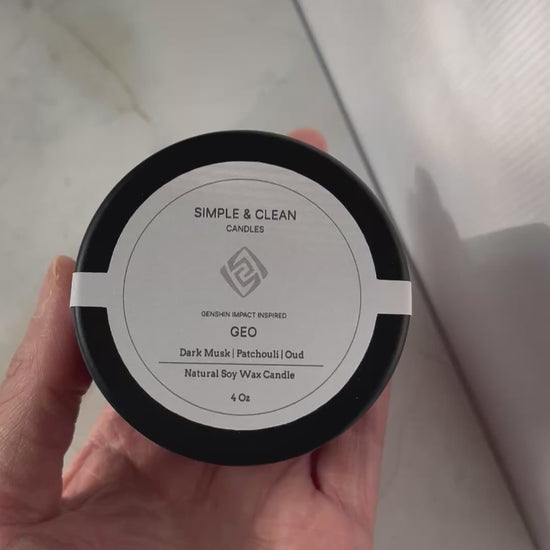 SIMPLE & CLEAN
CANDLES
GENSHIN IMPACT INSPIRED
GEO
Dark Musk | Patchouli | Oud
Natural Soy Wax Candle
4 Oz